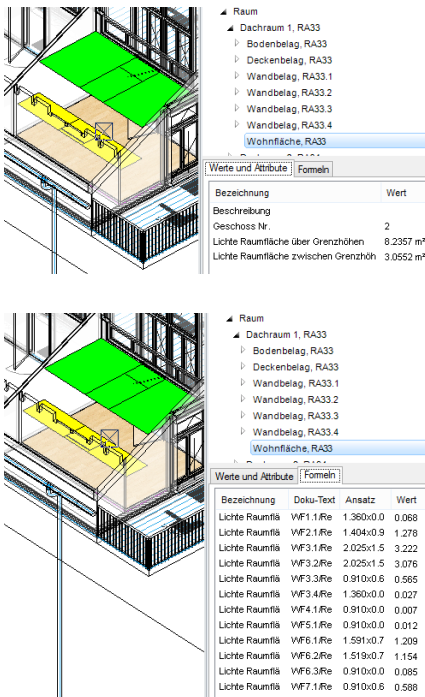 Raum
Dachraum 1, RA33
Bodenbelag, RA33
Deckenbelag, RA33
Wandbelag, RA33.1
Wandbelag, RA33.2
Wandbelag, RA33.3
Wandbelag, RA33.4
Wohnfläche, RA33
Werte und Attribute Formeln
Bezeichnung Wert
Beschreibung
Geschoss Nr. 2
Lichte Raumfläche über Grenzhöhen 8.2357 m²
Lichte Raumfläche zwischen Grenzhöh 3.0552 m²
Raum
Dachraum 1, RA33
Bodenbelag, RA33
Deckenbelag, RA33
Wandbelag, RA33.1
Wandbelag, RA33.2
Wandbelag, RA33.3
Wandbelag, RA33.4
Wohnfläche, RA33
Werte und Attribute Formeln
Bezeichnung Doku-Text Ansatz Wert
Lichte Raumflä WF1.1/Re 1.360x0.0 0.068
Lichte Raumflä WF2.1/Re 1.404x0.9 1.278
Lichte Raumflä WF3.1/Re 2.025x1.5 3.222
Lichte Raumflä WF3.2/Re 2.025x1.5 3.076
Lichte Raumflä WF3.3/Re 0.910x0.6 0.565
Lichte Raumflä WF3.4/Re 1.360x0.0 0.027
Lichte Raumflä WF4.1/Re 0.910x0.0 0.007
Lichte Raumflä WF5.1/Re 0.910x0.0 0.012
Lichte Raumflä WF6.1/Re 1.591x0.7 1.209
Lichte Raumflä WF6.2/Re 1.519x0.7 1.154
Lichte Raumflä WF6.3/Re 0.910x0.0 0.085
Lichte Raumflä WF7.1/Re 0.910x0.6 0.588